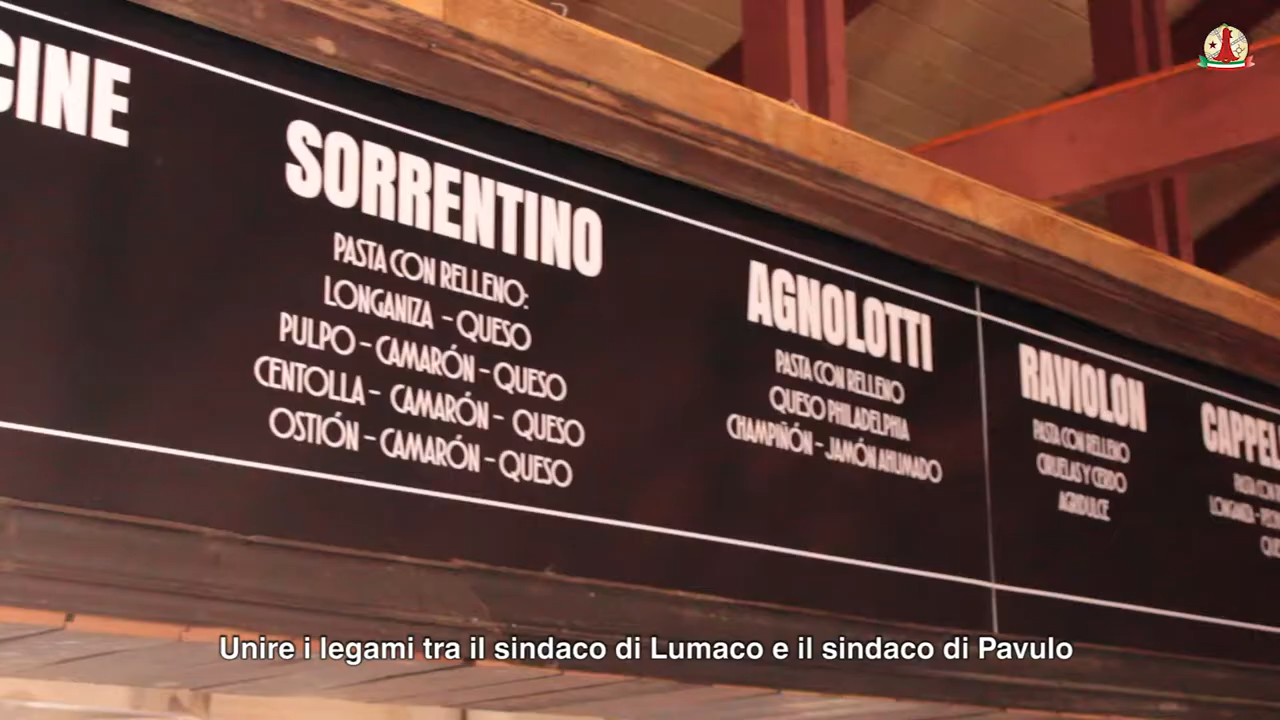 CINE
SORRENTINO
PASTA CON RELLENO:
LONGANIZA - QUESO
PULPO - CAMARÓN - QUESO
CENTOLLA - CAMARÓN - QUESO
OSTIÓN - CAMARÓN - QUESO
AGNOLOTTI
PASTA CON RELLENO
QUESO PHILADELPHIA
CHAMPIÑÓN - JAMÓN AHUMADO
RAVIOLON
PASTA CON RELLENO
CIRUELAS Y CERDO
AGRIDULCE
CAPPEL
Unire i legami tra il sindaco di Lumaco e il sindaco di Pavulo